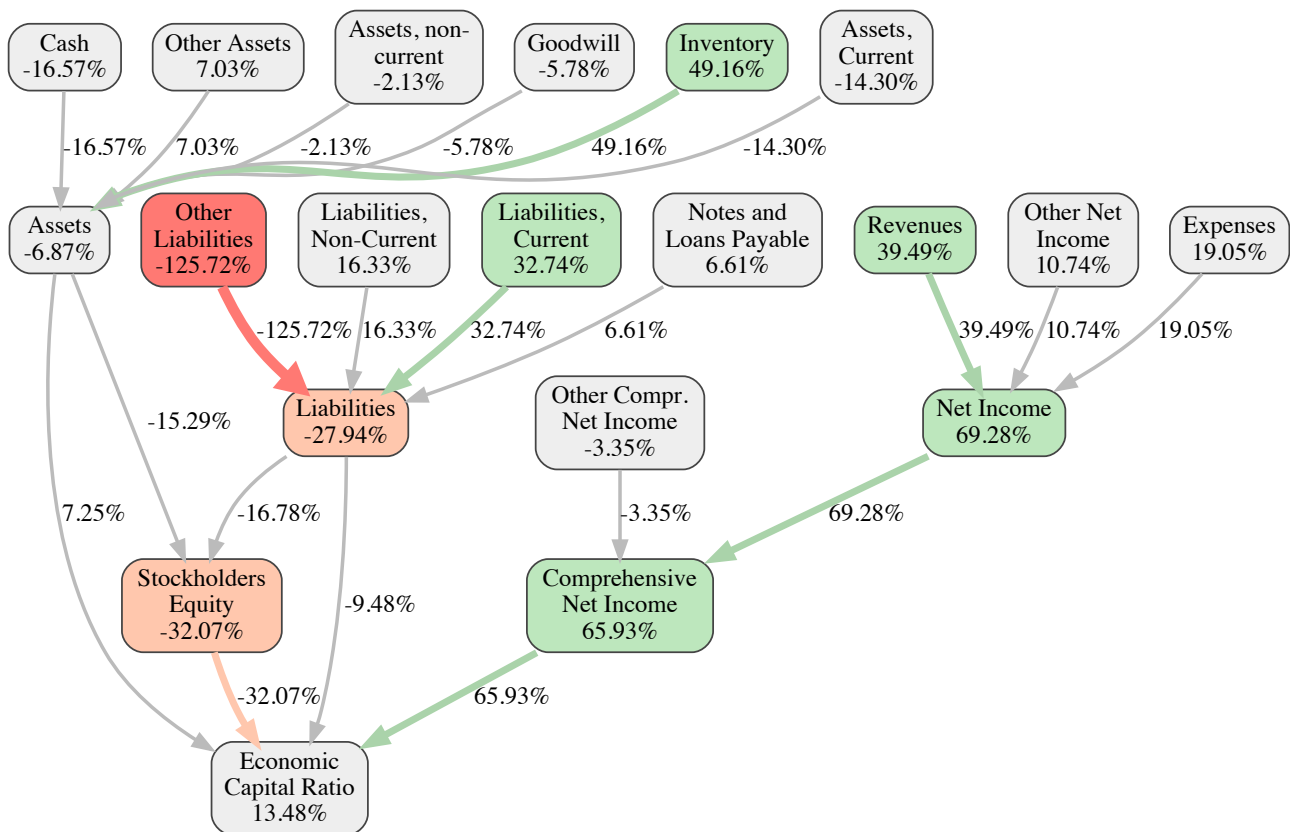 Cash
-16.57%
Other Assets
7.03%
Assets, non-
current
-2.13%
Goodwill
-5.78%
Inventory
49.16%
Assets,
Current
-14.30%
-16.57%
7.03%
-2.13%
-5.78%
49.16%
-14.30%
Assets
-6.87%
Other
Liabilities
-125.72%
Liabilities,
Non-Current
16.33%
Liabilities,
Current
32.74%
Notes and
Loans Payable
6.61%
Revenues
39.49%
Other Net
Income
10.74%
Expenses
19.05%
-125.72%
16.33%
32.74%
6.61%
39.49%
10.74%
19.05%
Liabilities
-27.94%
Other Compr.
Net Income
-3.35%
Net Income
69.28%
-15.29%
7.25%
-16.78%
-3.35%
69.28%
Stockholders
Equity
-32.07%
-9.48%
Comprehensive
Net Income
65.93%
-32.07%
65.93%
Economic
Capital Ratio
13.48%